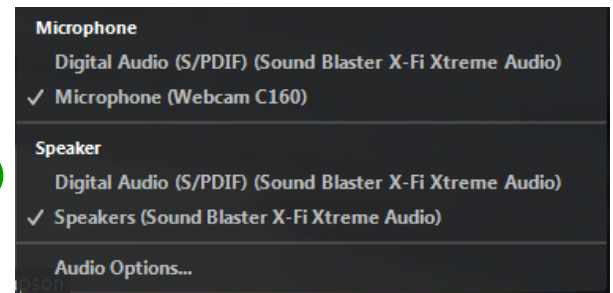 Microphone
Digital Audio (S/PDIF) (Sound Blaster X-Fi Xtreme Audio)
✓ Microphone (Webcam C160)
Speaker
Digital Audio (S/PDIF) (Sound Blaster X-Fi Xtreme Audio)
✓ Speakers (Sound Blaster X-Fi Xtreme Audio)
Audio Options...
pson